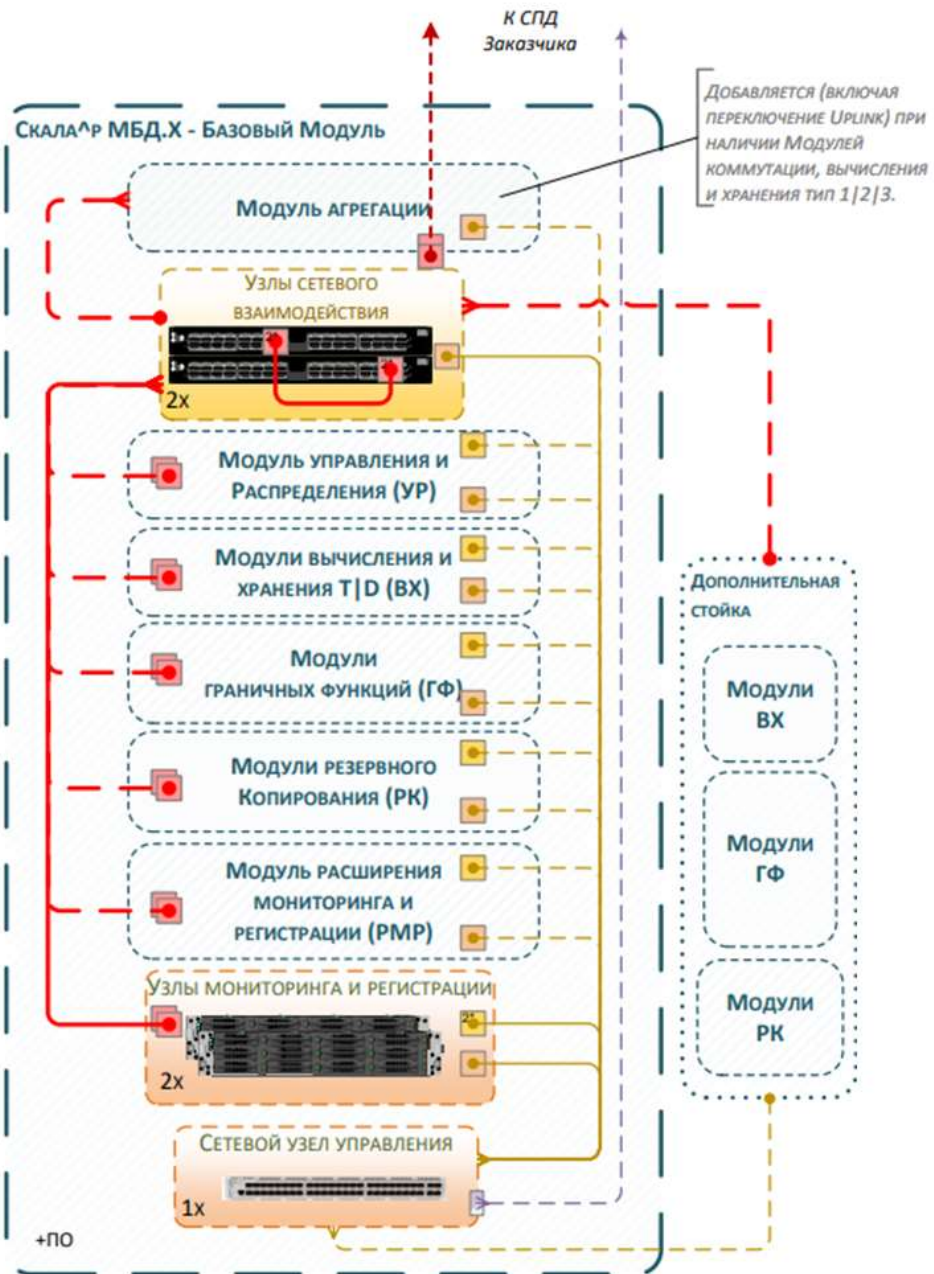 К СПД
Заказчика
Добавляется (включая
переключение Uplink) при
наличии Модулей
коммутации, вычисления
и хранения тип 1|2|3.
Скала^р МБД.Х - Базовый Модуль
Модуль агрегации
Узлы сетевого
взаимодействия
2x
Модуль управления и
Распределения (УР)
Модули вычисления и
хранения T|D (ВХ)
Модули
граничных функций (ГФ)
Модули резервного
Копирования (РК)
Модуль расширения
мониторинга и
регистрации (РМР)
Узлы мониторинга и регистрации
2x
Сетевой узел управления
1x
+ПО
Дополнительная
стойка
Модули
ВХ
Модули
ГФ
Модули
РК